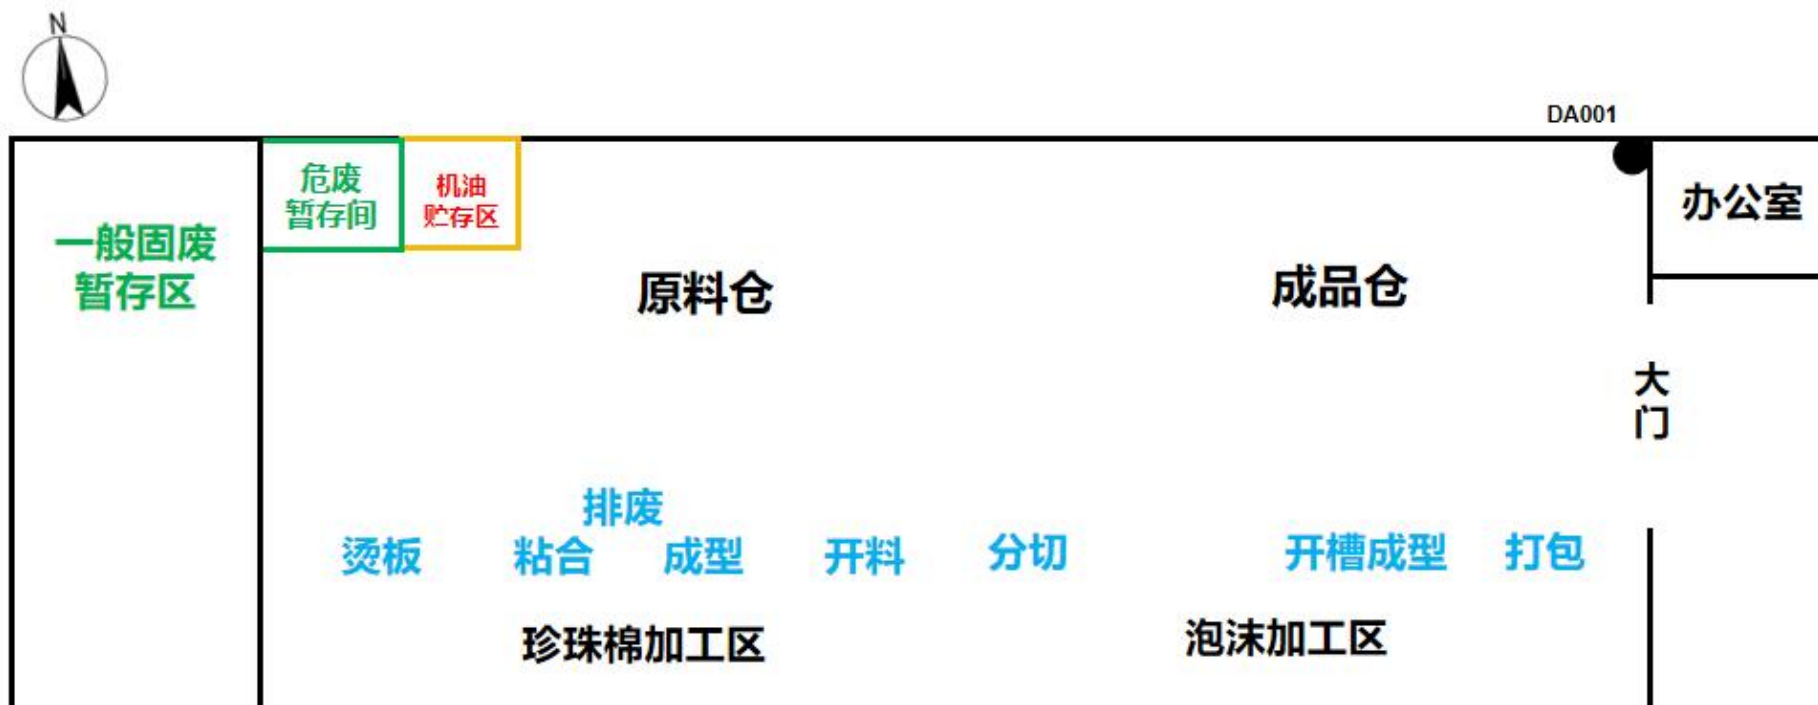 N
DA001
危废
暂存间
机油
贮存区
办公室
一般固废
暂存区
原料仓
成品仓
大
门
排废
烫板
粘合
成型
开料
分切
开槽成型
打包
珍珠棉加工区
泡沫加工区